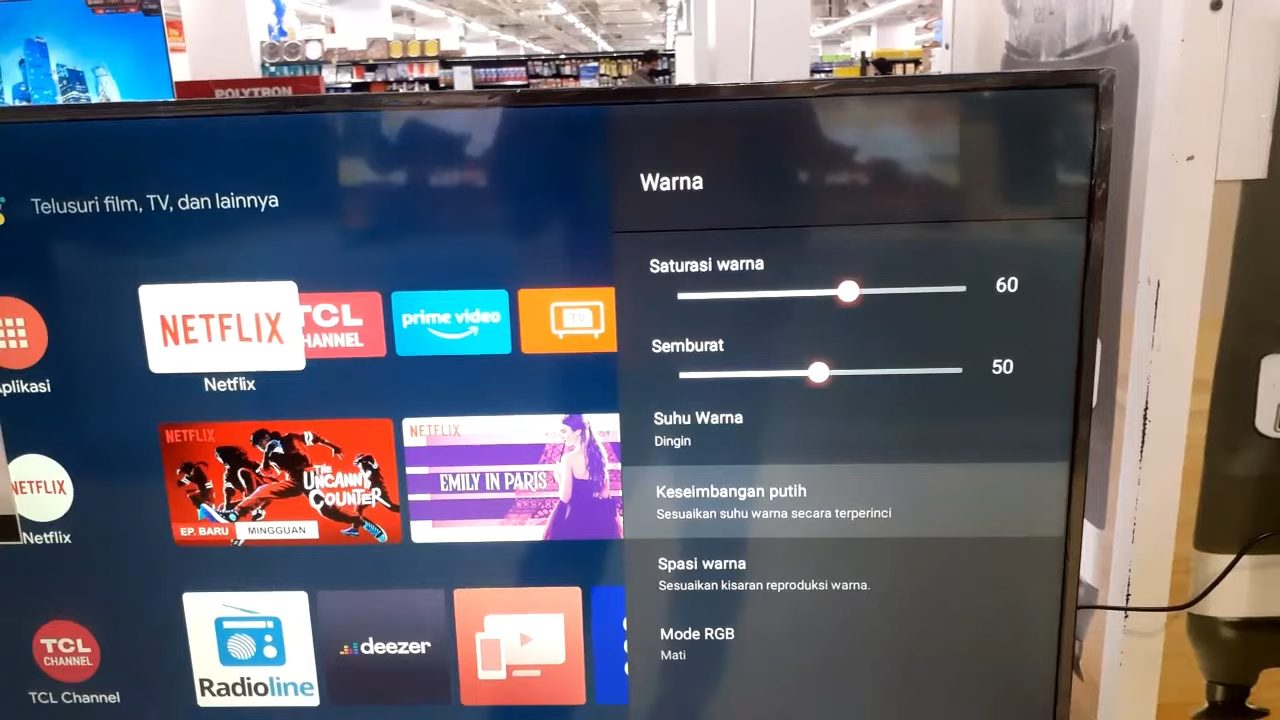 POLYTRON
Telusuri film, TV, dan lainnya
NETFLIX
TCL
CHANNEL
prime video
TV
Netflix
NETFLIX
THE
UNCANNY
COUNTER
EP. BARU
MINGGUAN
NETFLIX
EMILY IN PARIS
NETFLIX
Netflix
TCL
CHANNEL
TCL Channel
Radioline
deezer
Warna
Saturasi warna
60
Semburat
50
Suhu Warna
Dingin
Keseimbangan putih
Sesuaikan suhu warna secara terperinci
Spasi warna
Sesuaikan kisaran reproduksi warna.
Mode RGB
Mati